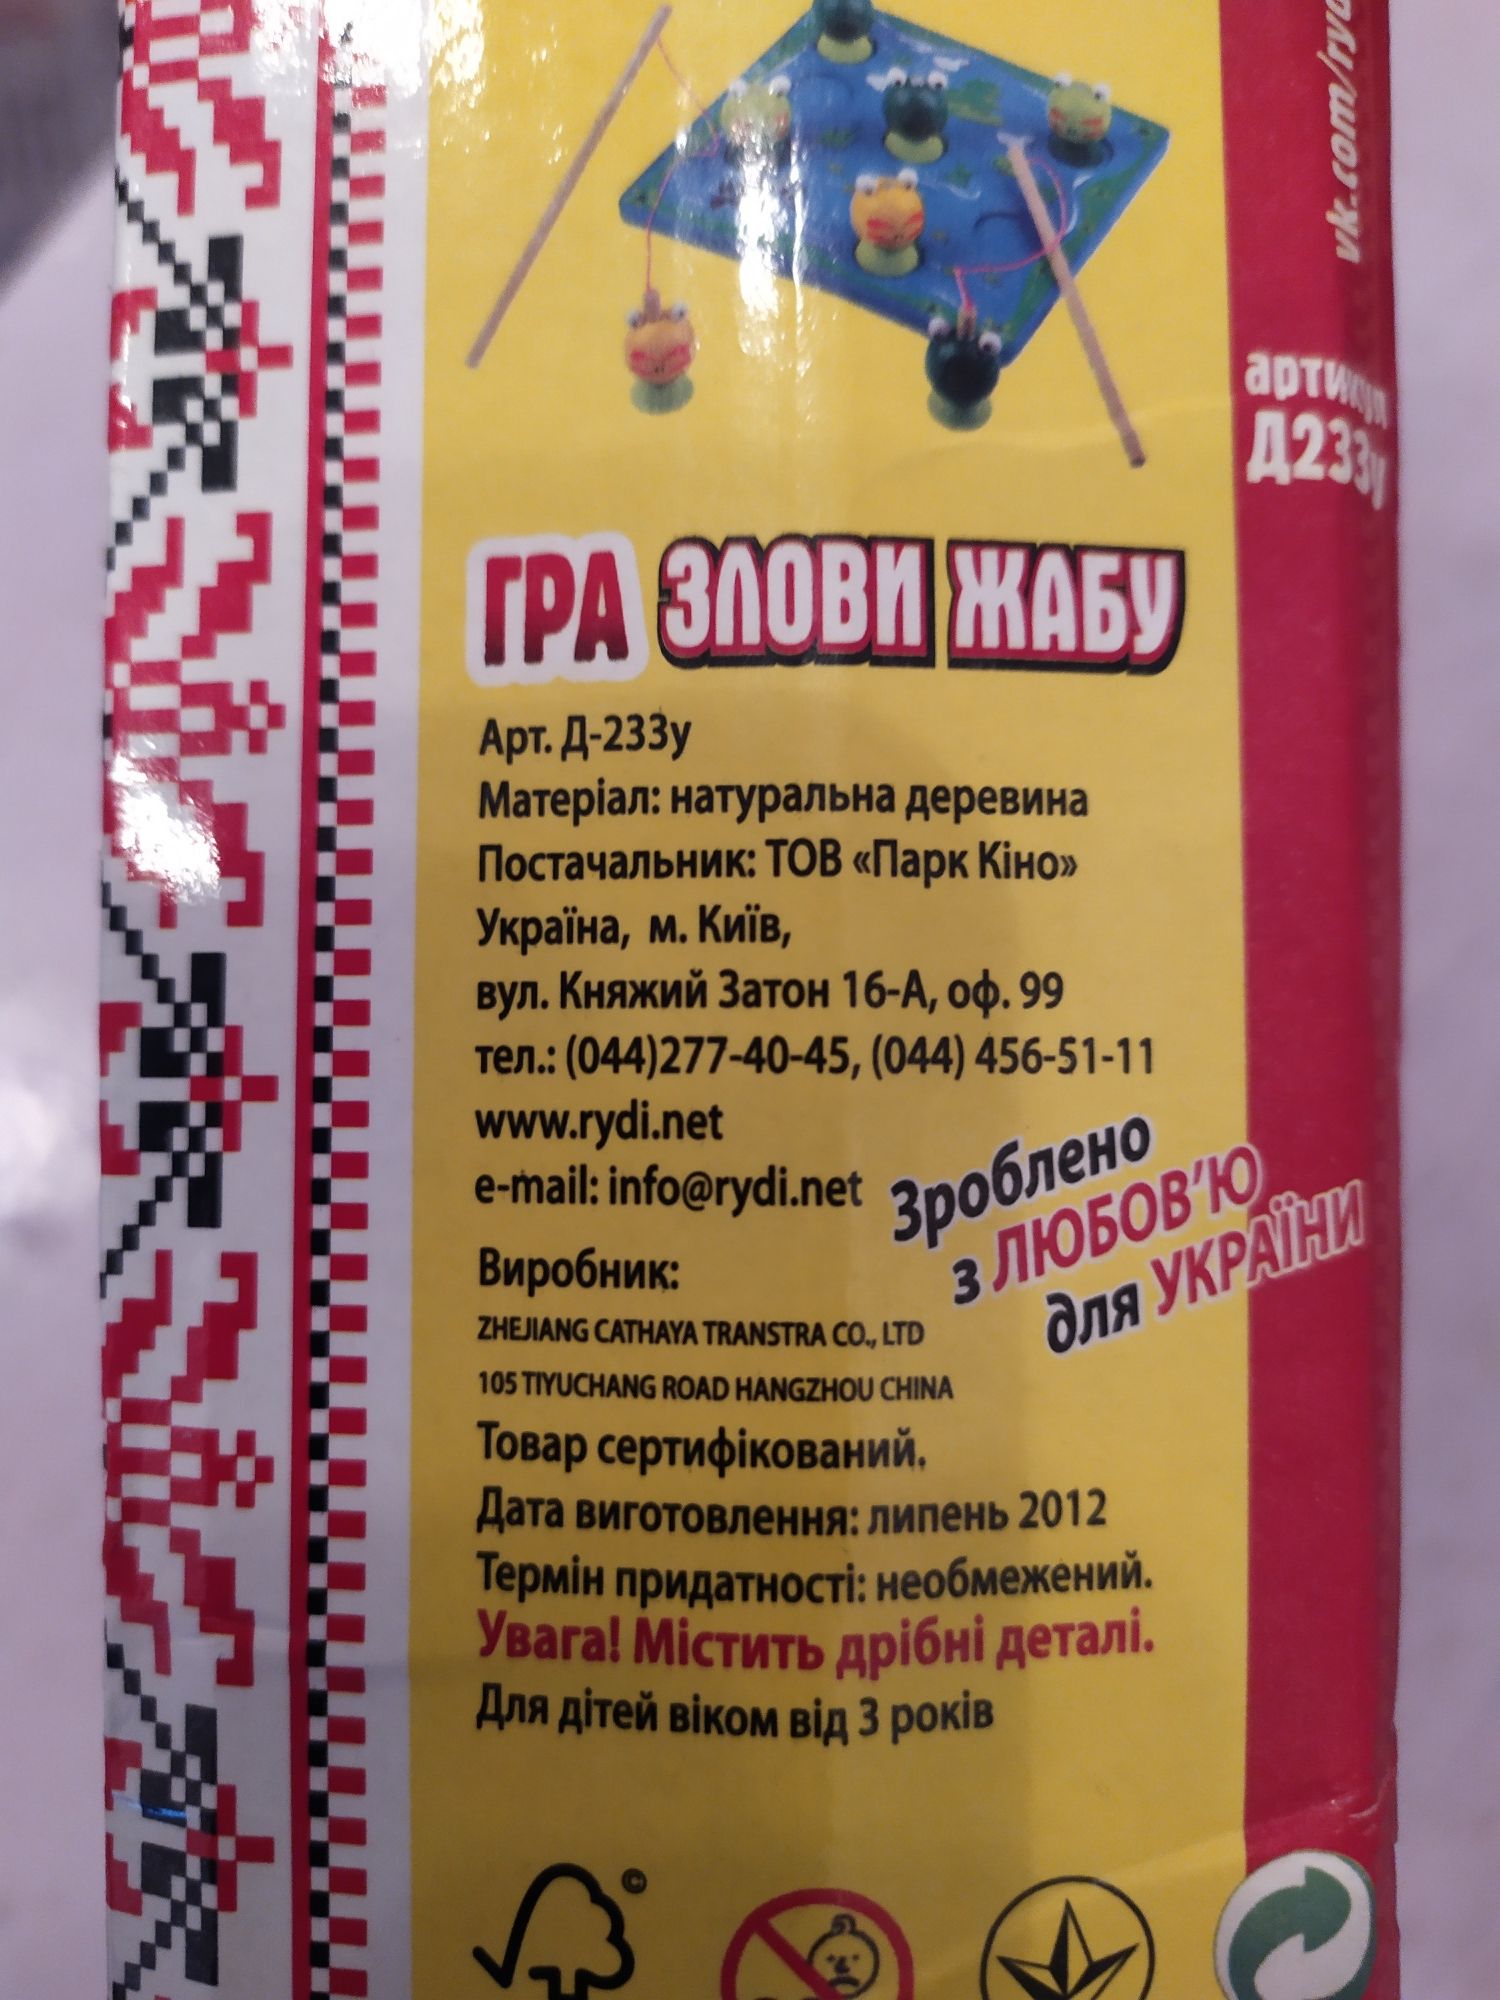 vk.com/ryd
артикул
Д233у
ГРА ЗЛОВИ ЖАБУ
Арт. Д-233у
Матеріал: натуральна деревина
Постачальник: ТОВ «Парк Кіно»
Україна, м. Київ,
вул. Княжий Затон 16-А, оф. 99
тел.: (044)277-40-45, (044) 456-51-11
www.rydi.net
e-mail: info@rydi.net
Зроблено
з ЛЮБОВ'Ю
для УКРАЇНИ
Виробник:
ZHEJIANG CATHAYA TRANSTRA CO., LTD
105 TIYUCHANG ROAD HANGZHOU CHINA
Товар сертифікований.
Дата виготовлення: липень 2012
Термін придатності: необмежений.
Увага! Містить дрібні деталі.
Для дітей віком від 3 років
©